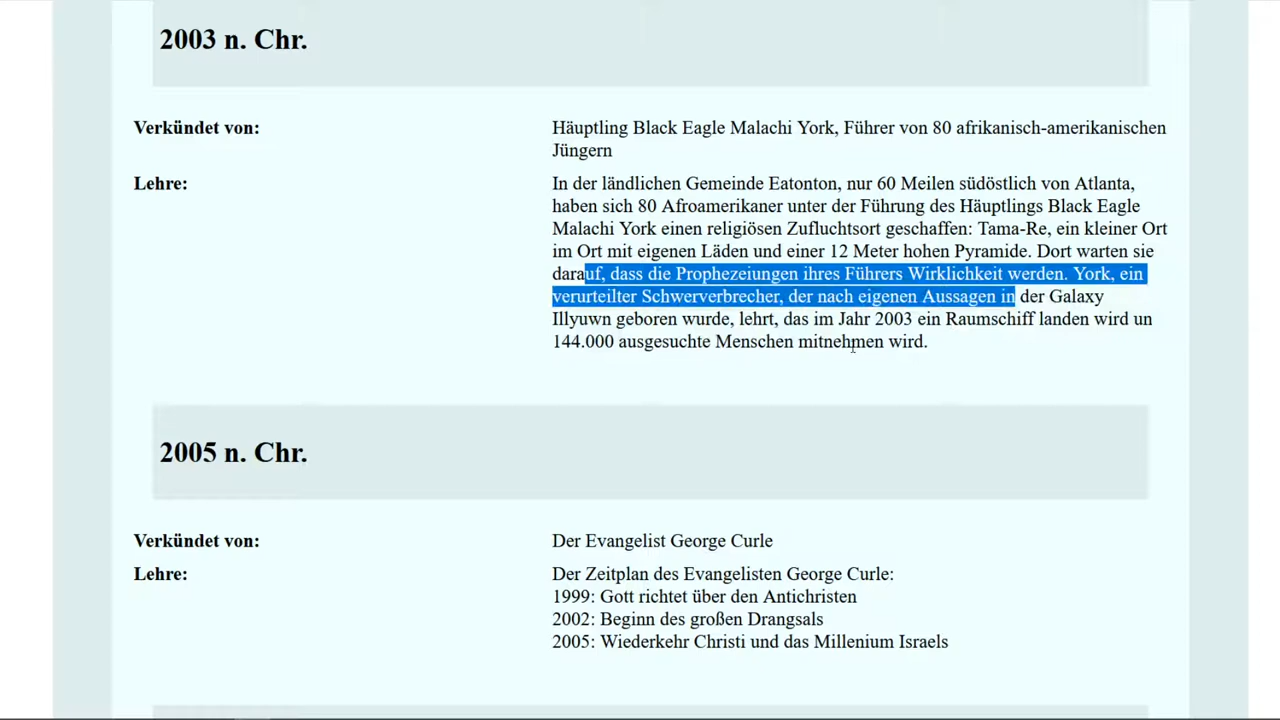 2003 n. Chr.
Verkündet von:
Häuptling Black Eagle Malachi York, Führer von 80 afrikanisch-amerikanischen
Jüngern
Lehre:
In der ländlichen Gemeinde Eatonton, nur 60 Meilen südöstlich von Atlanta,
haben sich 80 Afroamerikaner unter der Führung des Häuptlings Black Eagle
Malachi York einen religiösen Zufluchtsort geschaffen: Tama-Re, ein kleiner Ort
im Ort mit eigenen Läden und einer 12 Meter hohen Pyramide. Dort warten sie
darauf, dass die Prophezeiungen ihres Führers Wirklichkeit werden. York, ein
verurteilter Schwerverbrecher, der nach eigenen Aussagen in der Galaxy
Illyuwn geboren wurde, lehrt, das im Jahr 2003 ein Raumschiff landen wird un
144.000 ausgesuchte Menschen mitnehmen wird.
2005 n. Chr.
Verkündet von:
Der Evangelist George Curle
Lehre:
Der Zeitplan des Evangelisten George Curle:
1999: Gott richtet über den Antichristen
2002: Beginn des großen Drangsals
2005: Wiederkehr Christi und das Millenium Israels